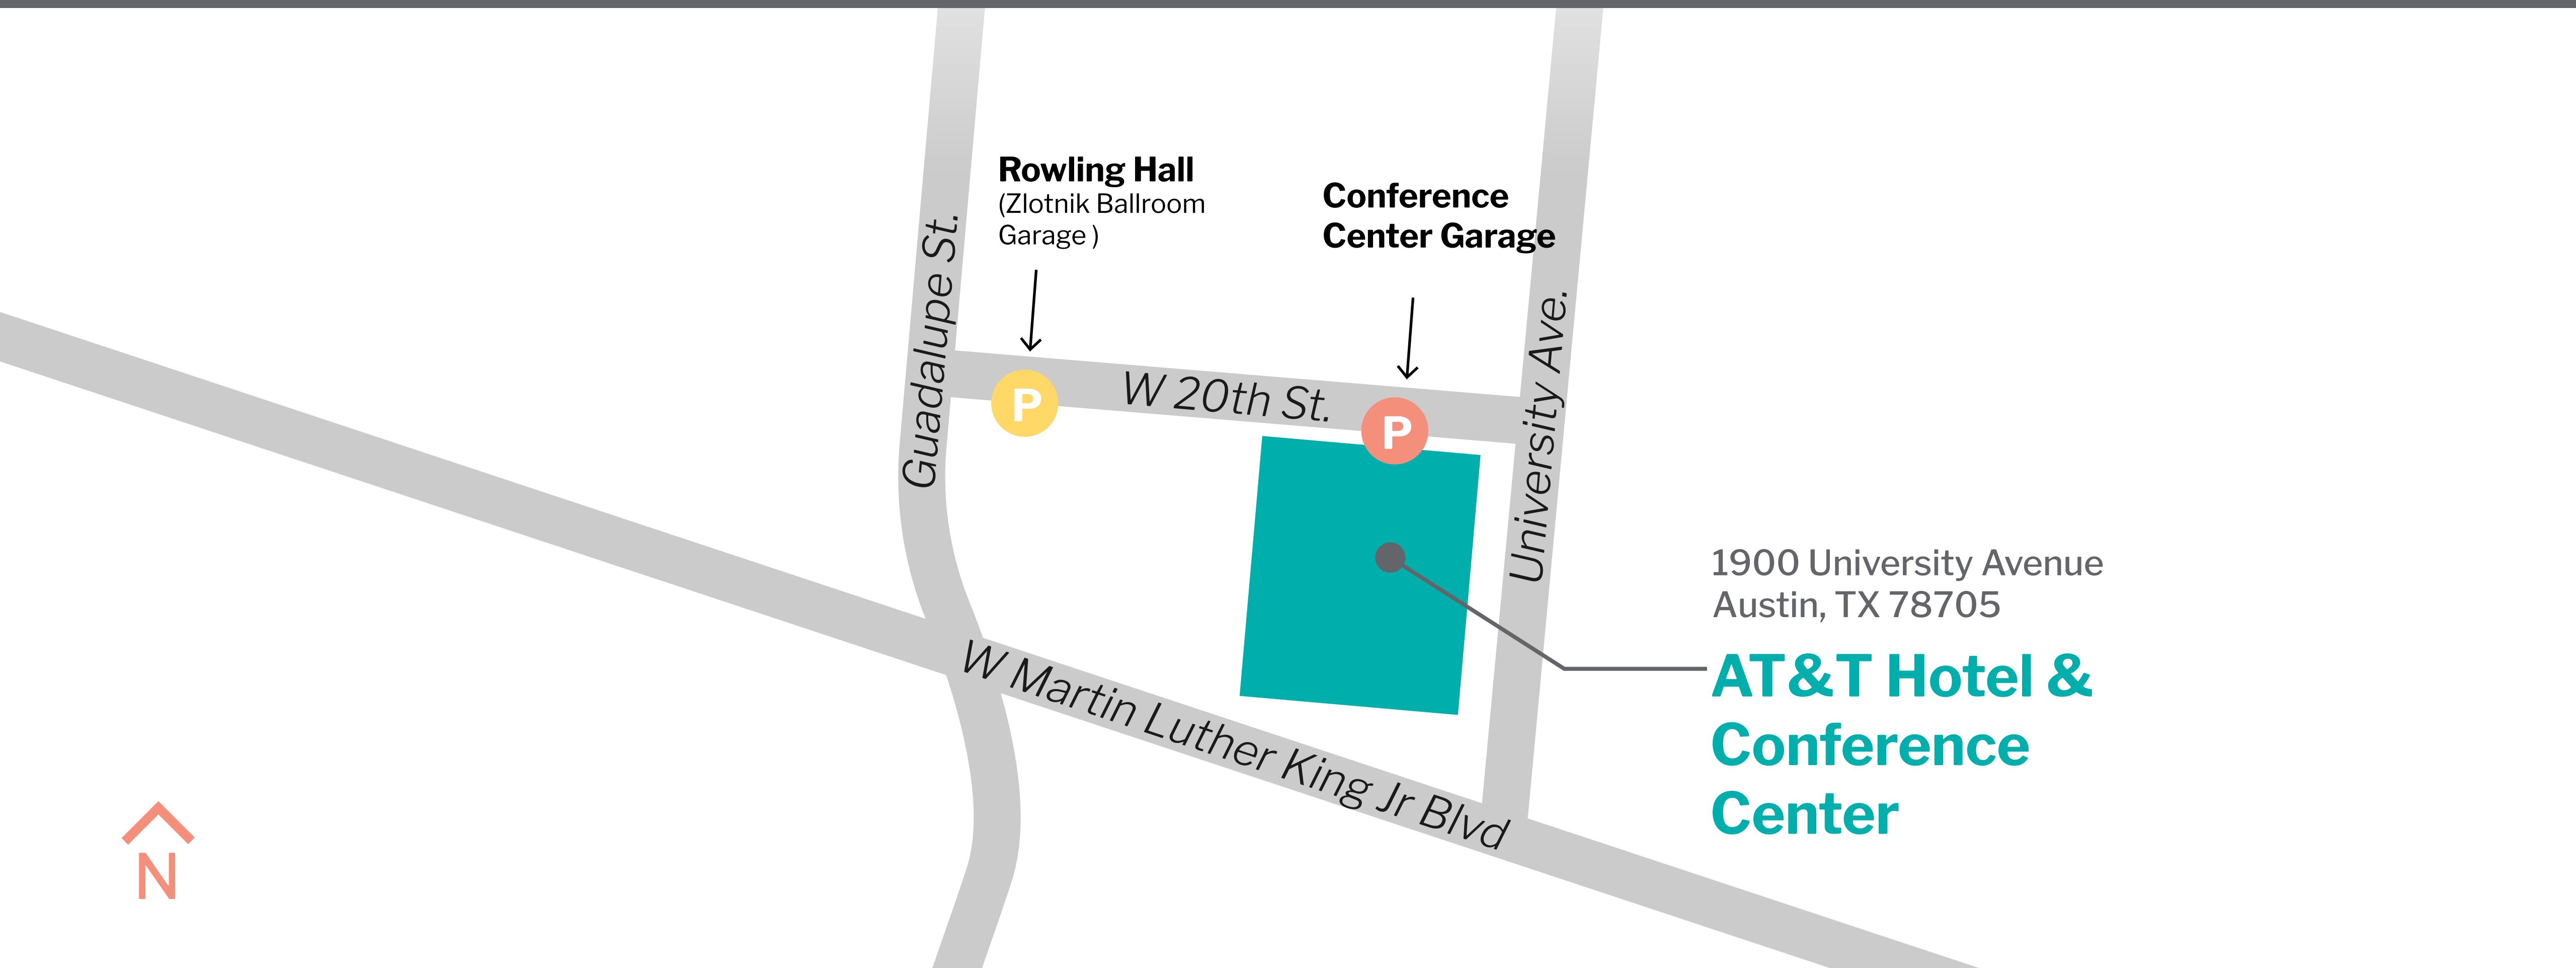 Rowling Hall
(Zlotnik Ballroom
Garage )
Conference
Center Garage
Guadalupe St.
University Ave.
P
W 20th St.
P
1900 University Avenue
Austin, TX 78705
AT&T Hotel &
Conference
Center
W Martin Luther King Jr Blvd
N